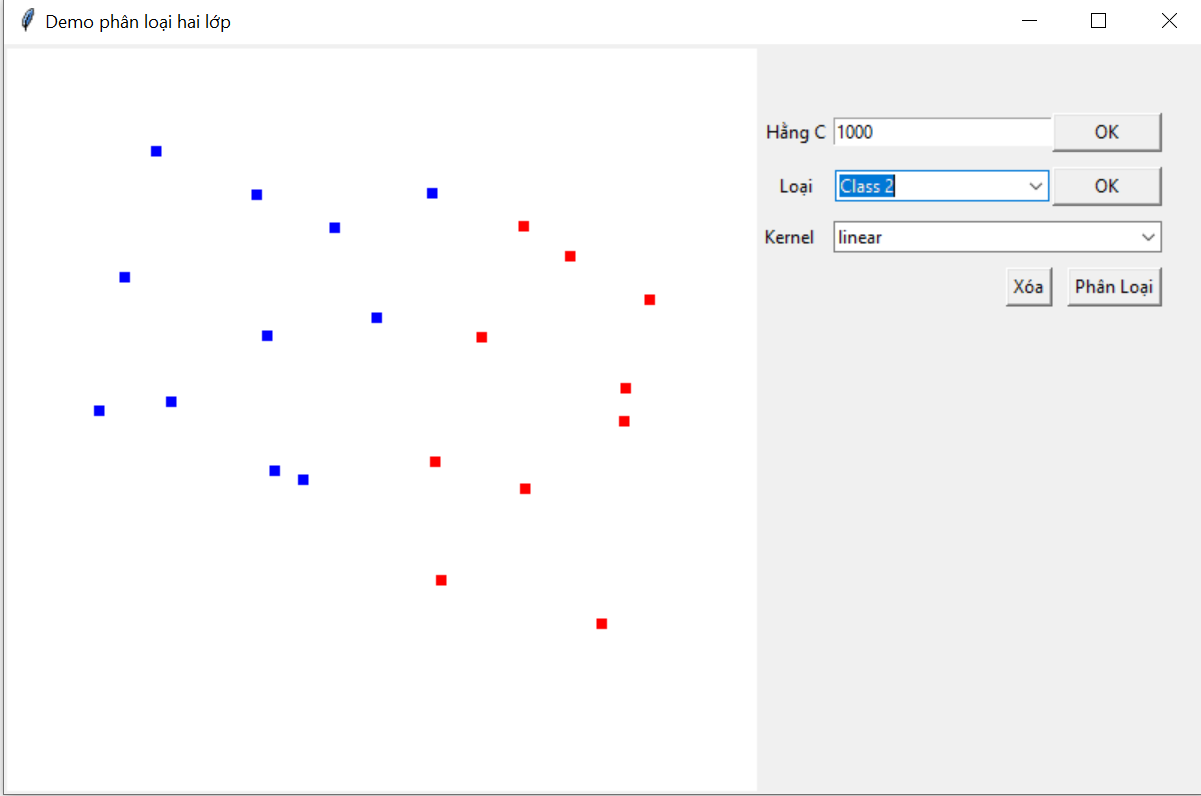 Demo phân loại hai lớp
Hằng C 1000 OK
Loại Class 2 OK
Kernel linear
Xóa Phân Loại